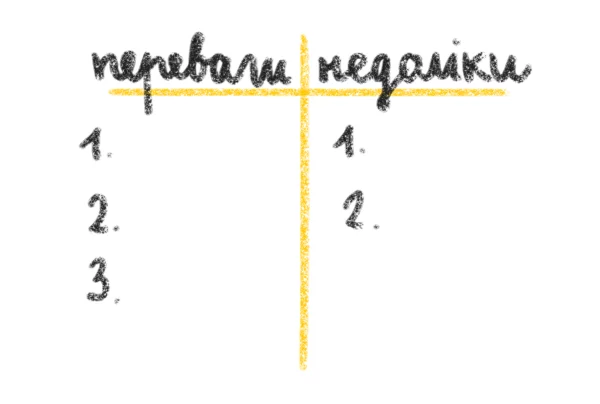 переваги недоліки
1. 1.
2. 2.
3.